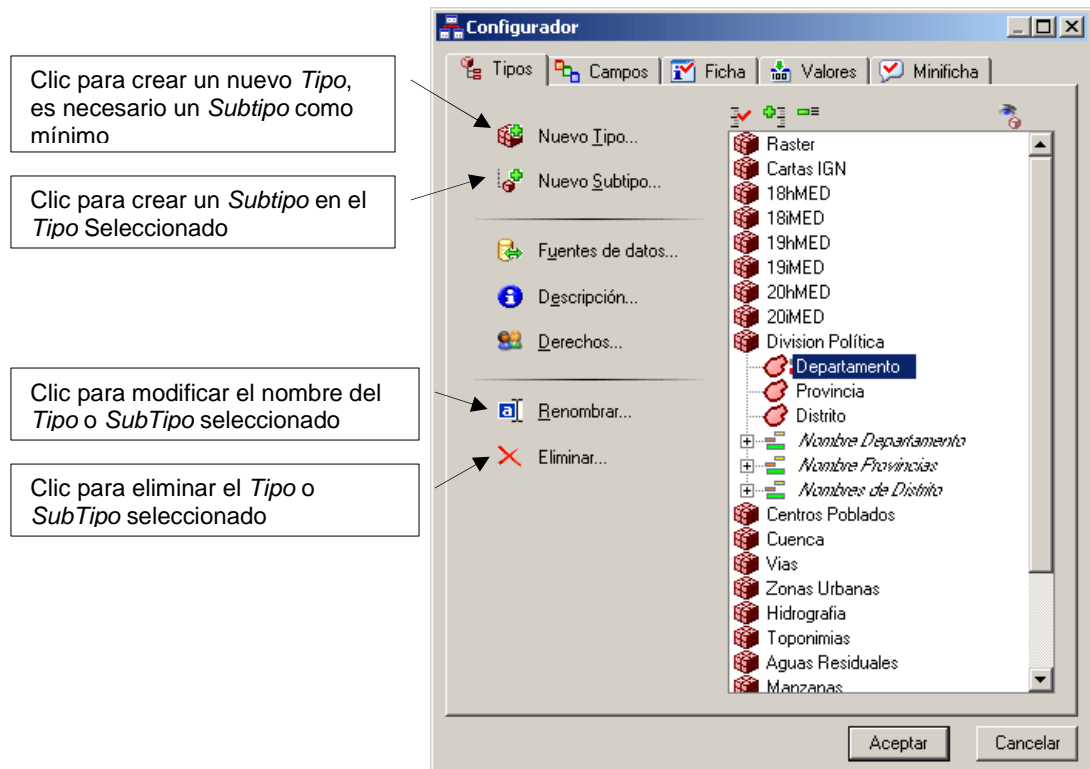 Configurador
Tipos Campos Ficha Valores Minificha
Clic para crear un nuevo Tipo,
es necesario un Subtipo como
mínimo
Clic para crear un Subtipo en el
Tipo Seleccionado
Clic para modificar el nombre del
Tipo o SubTipo seleccionado
Clic para eliminar el Tipo o
SubTipo seleccionado
Nuevo Tipo...
Nuevo Subtipo...
Fuentes de datos...
Descripción...
Derechos...
Renombrar...
Eliminar...
Raster
Cartas IGN
18hMED
18iMED
19hMED
19iMED
20hMED
20iMED
Division Política
Departamento
Provincia
Distrito
Nombre Departamento
Nombre Provincias
Nombres de Distrito
Centros Poblados
Cuenca
Vias
Zonas Urbanas
Hidrografia
Toponimias
Aguas Residuales
Manzanas
Aceptar Cancelar